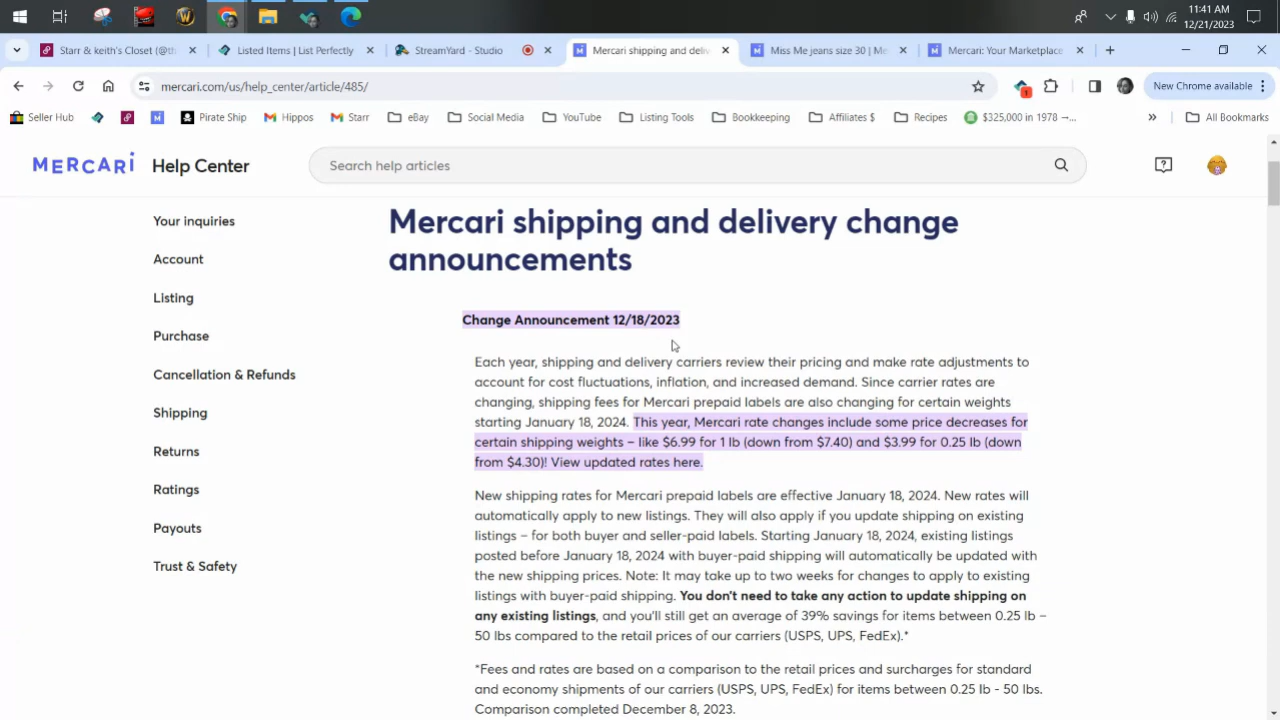 11:41 AM
12/21/2023
Starr & keith's Closet (@th
Listed Items | List Perfectly
StreamYard - Studio
Mercari shipping and deliv
Miss Me jeans size 30 | Me
Mercari: Your Marketplace
mercari.com/us/help_center/article/485/
1
New Chrome available
Seller Hub
Pirate Ship
Hippos
Starr
eBay
Social Media
YouTube
Listing Tools
Bookkeeping
Affiliates $
Recipes
$325,000 in 1978 →...
All Bookmarks
MERCARI Help Center
Search help articles
Your inquiries
Account
Listing
Purchase
Cancellation & Refunds
Shipping
Returns
Ratings
Payouts
Trust & Safety
Mercari shipping and delivery change
announcements
Change Announcement 12/18/2023
Each year, shipping and delivery carriers review their pricing and make rate adjustments to
account for cost fluctuations, inflation, and increased demand. Since carrier rates are
changing, shipping fees for Mercari prepaid labels are also changing for certain weights
starting January 18, 2024. This year, Mercari rate changes include some price decreases for
certain shipping weights – like $6.99 for 1 lb (down from $7.40) and $3.99 for 0.25 lb (down
from $4.30)! View updated rates here.
New shipping rates for Mercari prepaid labels are effective January 18, 2024. New rates will
automatically apply to new listings. They will also apply if you update shipping on existing
listings – for both buyer and seller-paid labels. Starting January 18, 2024, existing listings
posted before January 18, 2024 with buyer-paid shipping will automatically be updated with
the new shipping prices. Note: It may take up to two weeks for changes to apply to existing
listings with buyer-paid shipping. You don't need to take any action to update shipping on
any existing listings, and you'll still get an average of 39% savings for items between 0.25 lb –
50 lbs compared to the retail prices of our carriers (USPS, UPS, FedEx).*
*Fees and rates are based on a comparison to the retail prices and surcharges for standard
and economy shipments of our carriers (USPS, UPS, FedEx) for items between 0.25 lb - 50 lbs.
Comparison completed December 8, 2023.